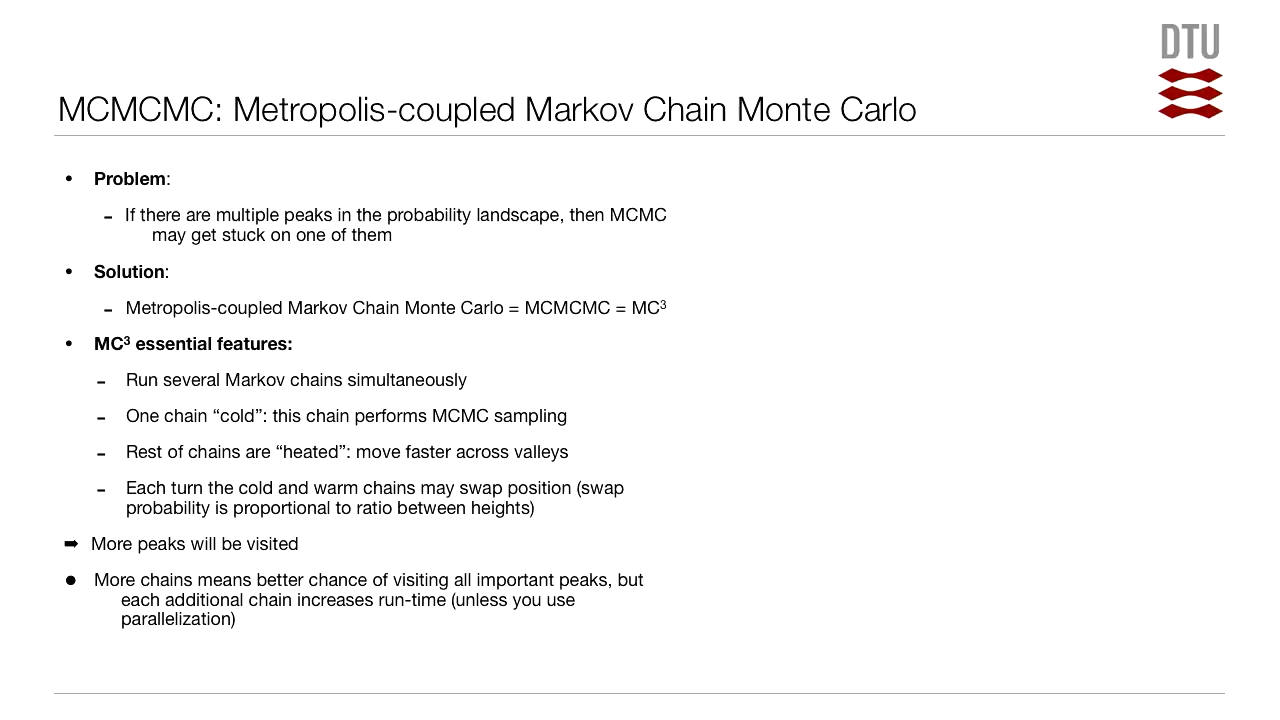 DTU
MCMCMC: Metropolis-coupled Markov Chain Monte Carlo
• Problem:
– If there are multiple peaks in the probability landscape, then MCMC
may get stuck on one of them
• Solution:
– Metropolis-coupled Markov Chain Monte Carlo = MCMCMC = MC³
• MC³ essential features:
– Run several Markov chains simultaneously
– One chain “cold”: this chain performs MCMC sampling
– Rest of chains are “heated”: move faster across valleys
– Each turn the cold and warm chains may swap position (swap
probability is proportional to ratio between heights)
➡ More peaks will be visited
● More chains means better chance of visiting all important peaks, but
each additional chain increases run-time (unless you use
parallelization)